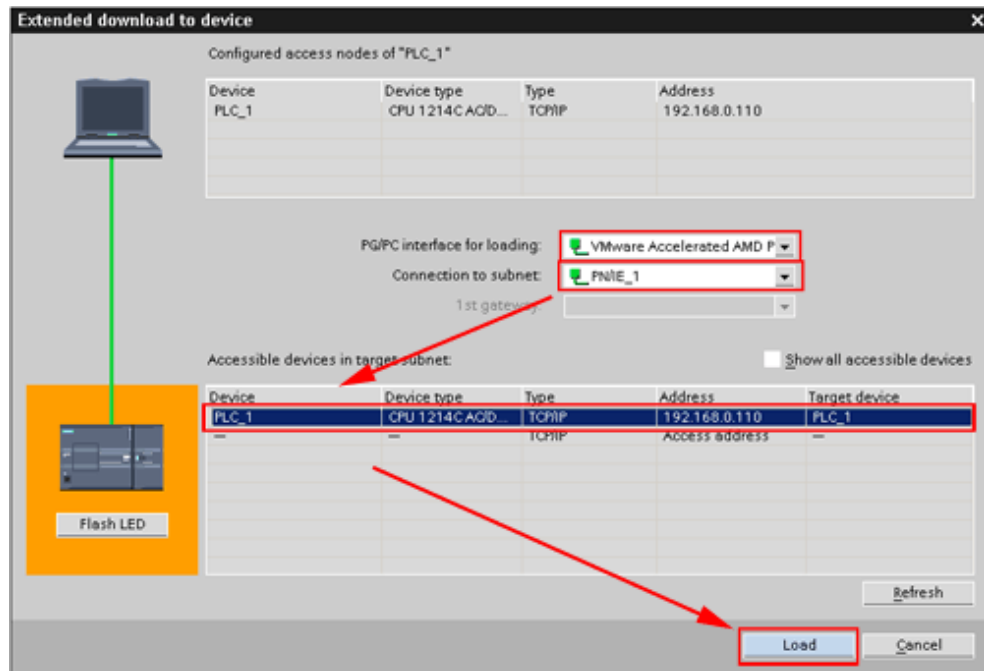 Extended download to device
Configured access nodes of "PLC_1"
Device Device type Type Address
PLC_1 CPU 1214C AC/D... TCP/IP 192.168.0.110
PG/PC interface for loading: VMware Accelerated AMD P
Connection to subnet: PN/IE_1
1st gateway:
Accessible devices in target subnet: Show all accessible devices
Device Device type Type Address Target device
PLC_1 CPU 1214C AC/D... TCP/IP 192.168.0.110 PLC_1
— — TCP/IP Access address —
Flash LED
Refresh
Load Cancel